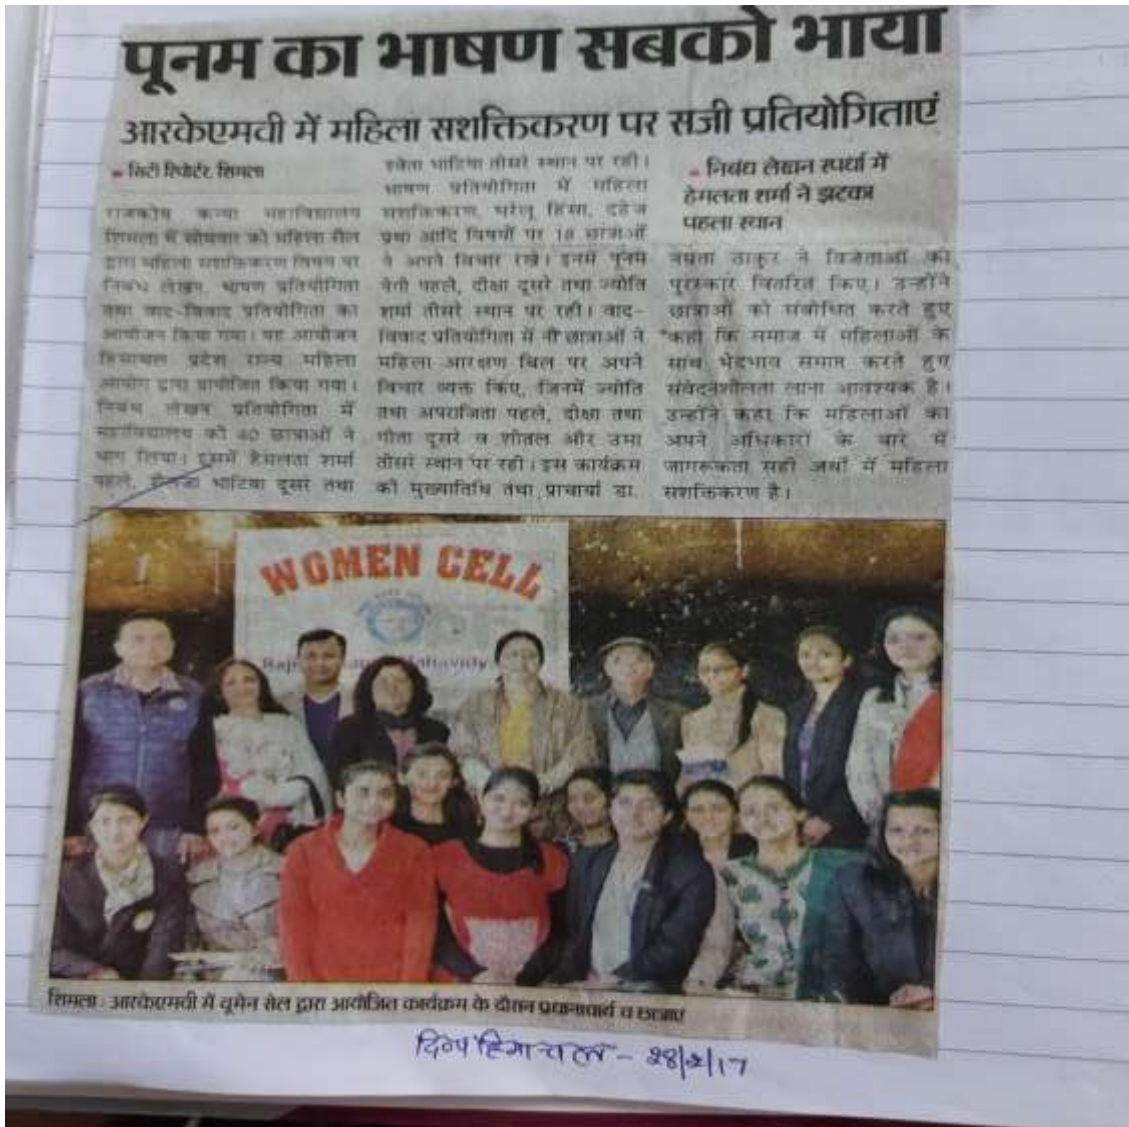 पूनम का भाषण सबको भाया
आरकेएमवी में महिला सशक्तिकरण पर सजी प्रतियोगिताएं
सिटी रिपोर्टर, शिमला
राजकीय कन्या महाविद्यालय
शिमला में सोमवार को महिला सैल
द्वारा महिला सशक्तिकरण विषय पर
निबंध लेखन, भाषण प्रतियोगिता
तथा वाद-विवाद प्रतियोगिता का
आयोजन किया गया। यह आयोजन
हिमाचल प्रदेश राज्य महिला
आयोग द्वारा प्रायोजित किया गया।
निबंध लेखन प्रतियोगिता में
महाविद्यालय की 40 छात्राओं ने
भाग लिया। इसमें हेमलता शर्मा
पहले, भाटिया दूसरे तथा
श्वेता भाटिया तीसरे स्थान पर रही।
भाषण प्रतियोगिता में महिला
सशक्तिकरण, घरेलू हिंसा, दहेज
प्रथा आदि विषयों पर 18 छात्राओं
ने अपने विचार रखे। इनमें पूनम
नेगी पहले, दीक्षा दूसरे तथा ज्योति
शर्मा तीसरे स्थान पर रही। वाद-
विवाद प्रतियोगिता में नौ छात्राओं ने
महिला आरक्षण बिल पर अपने
विचार व्यक्त किए, जिनमें ज्योति
तथा अपराजिता पहले, दीक्षा तथा
गीता दूसरे व शीतल और उमा
तीसरे स्थान पर रही। इस कार्यक्रम
की मुख्यातिथि तथा प्राचार्या डा.
निबंध लेखन स्पर्धा में
हेमलता शर्मा ने झटका
पहला स्थान
नम्रता ठाकुर ने विजेताओं को
पुरस्कार वितरित किए। उन्होंने
छात्राओं को संबोधित करते हुए
कहा कि समाज में महिलाओं के
साथ भेदभाव समाप्त करते हुए
संवेदनशीलता लाना आवश्यक है।
उन्होंने कहा कि महिलाओं का
अपने अधिकारों के बारे में
जागरूकता सही अर्थों में महिला
सशक्तिकरण है।
WOMEN CELL
शिमला : आरकेएमवी में वूमेन सेल द्वारा आयोजित कार्यक्रम के दौरान प्रधानाचार्य व छात्राएं
दिव्य हिमाचल - 28/2/17